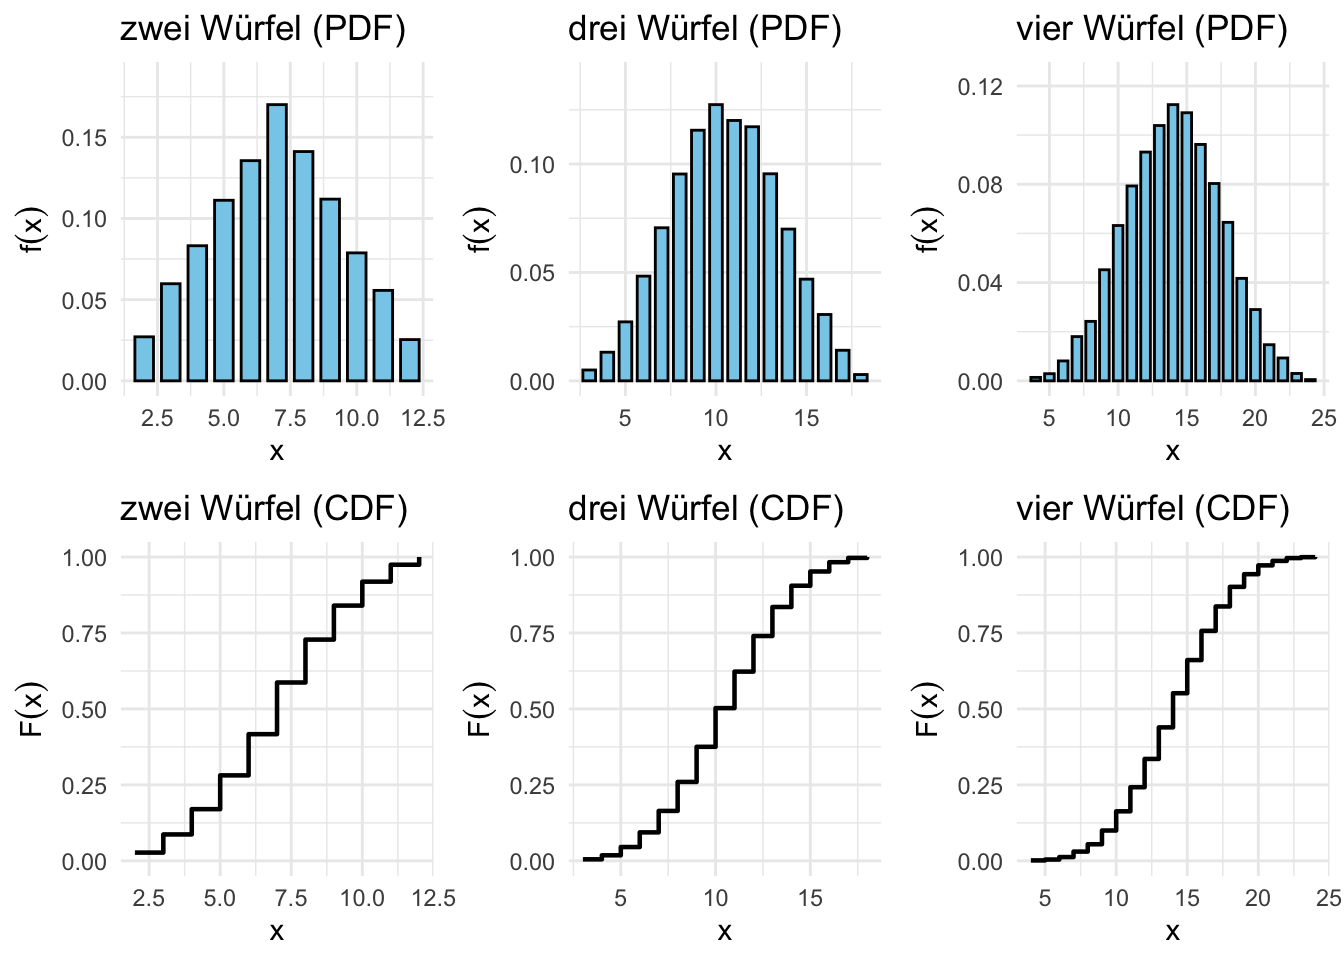 zwei Würfel (PDF)
f(x)
0.15
0.10
0.05
0.00
2.5 5.0 7.5 10.0 12.5
x
drei Würfel (PDF)
f(x)
0.10
0.05
0.00
5 10 15
x
vier Würfel (PDF)
f(x)
0.12
0.08
0.04
0.00
5 10 15 20 25
x
zwei Würfel (CDF)
F(x)
1.00
0.75
0.50
0.25
0.00
2.5 5.0 7.5 10.0 12.5
x
drei Würfel (CDF)
F(x)
1.00
0.75
0.50
0.25
0.00
5 10 15
x
vier Würfel (CDF)
F(x)
1.00
0.75
0.50
0.25
0.00
5 10 15 20 25
x